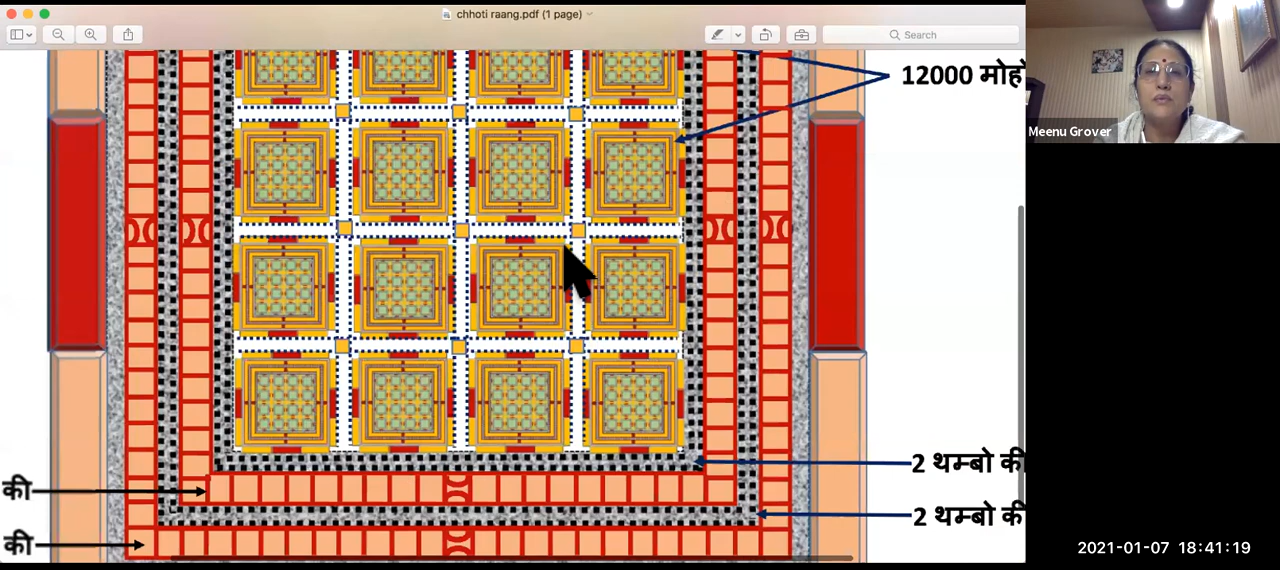 chhoti raang.pdf (1 page)
Search
12000 मोहो
Meenu Grover
2 थम्बो की
की
2 थम्बो की
की
2021-01-07 18:41:19